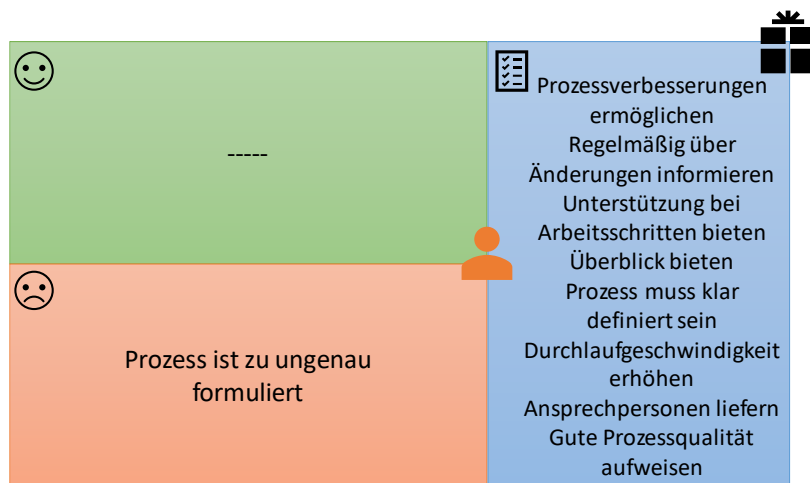 -----
Prozess ist zu ungenau
formuliert
Prozessverbesserungen
ermöglichen
Regelmäßig über
Änderungen informieren
Unterstützung bei
Arbeitsschritten bieten
Überblick bieten
Prozess muss klar
definiert sein
Durchlaufgeschwindigkeit
erhöhen
Ansprechpersonen liefern
Gute Prozessqualität
aufweisen